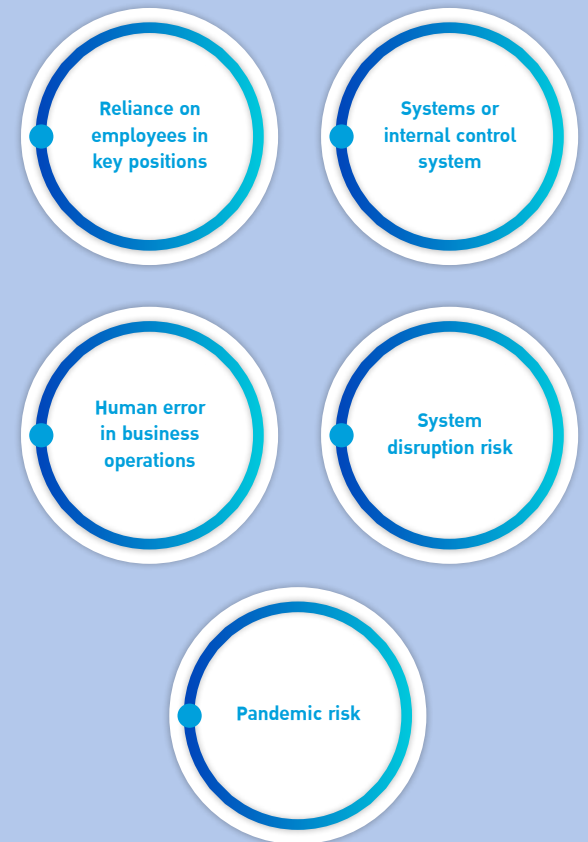 Reliance on
employees in
key positions
Systems or
internal control
system
Human error
in business
operations
System
disruption risk
Pandemic risk